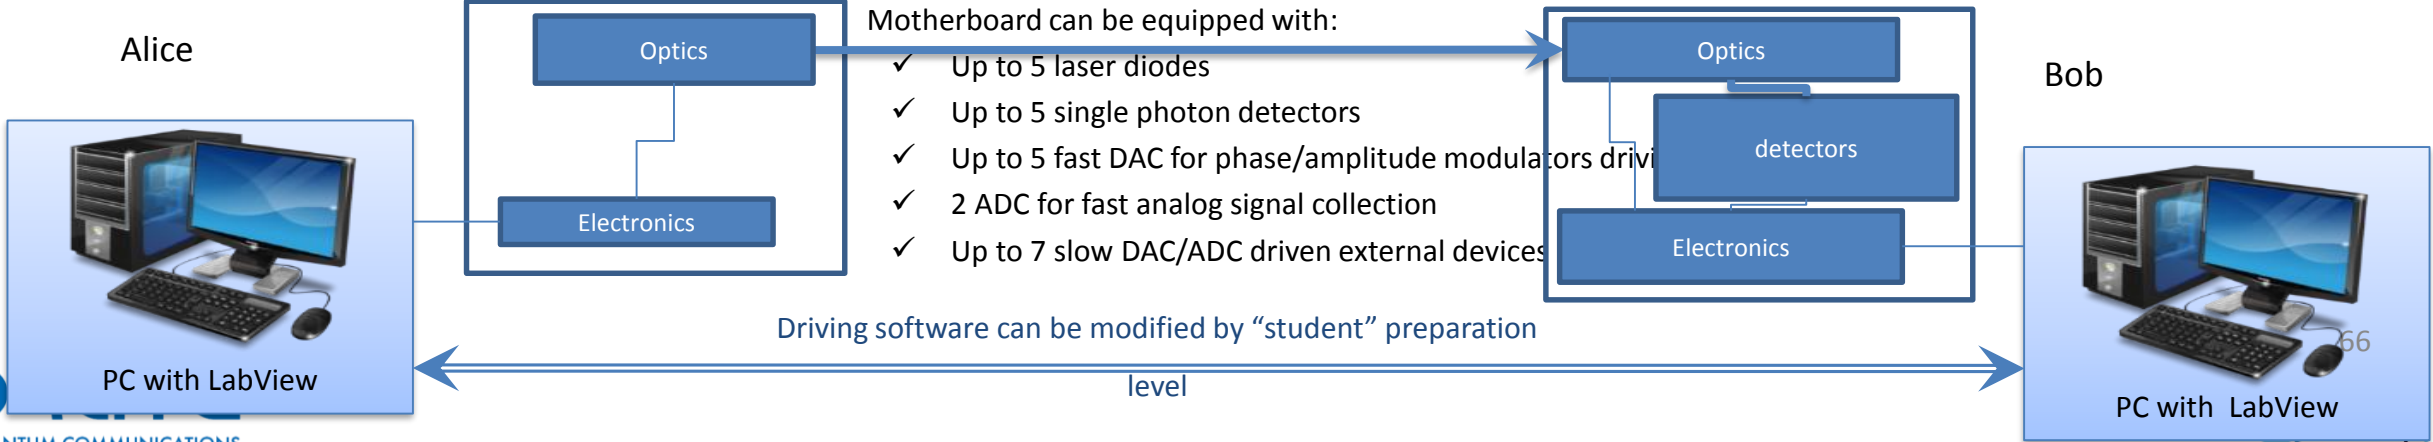 Motherboard can be equipped with:
Alice
Optics
Optics
Up to 5 laser diodes
Bob
Up to 5 single photon detectors
detectors
Up to 5 fast DAC for phase/amplitude modulators
2 ADC for fast analog signal collection
Electronics
Up to 7 slow DAC/ADC driven external devices
Electronics
Driving software can be modified by “student” preparation
level
66
PC with LabView
PC with LabView
COMMUNICATIONS